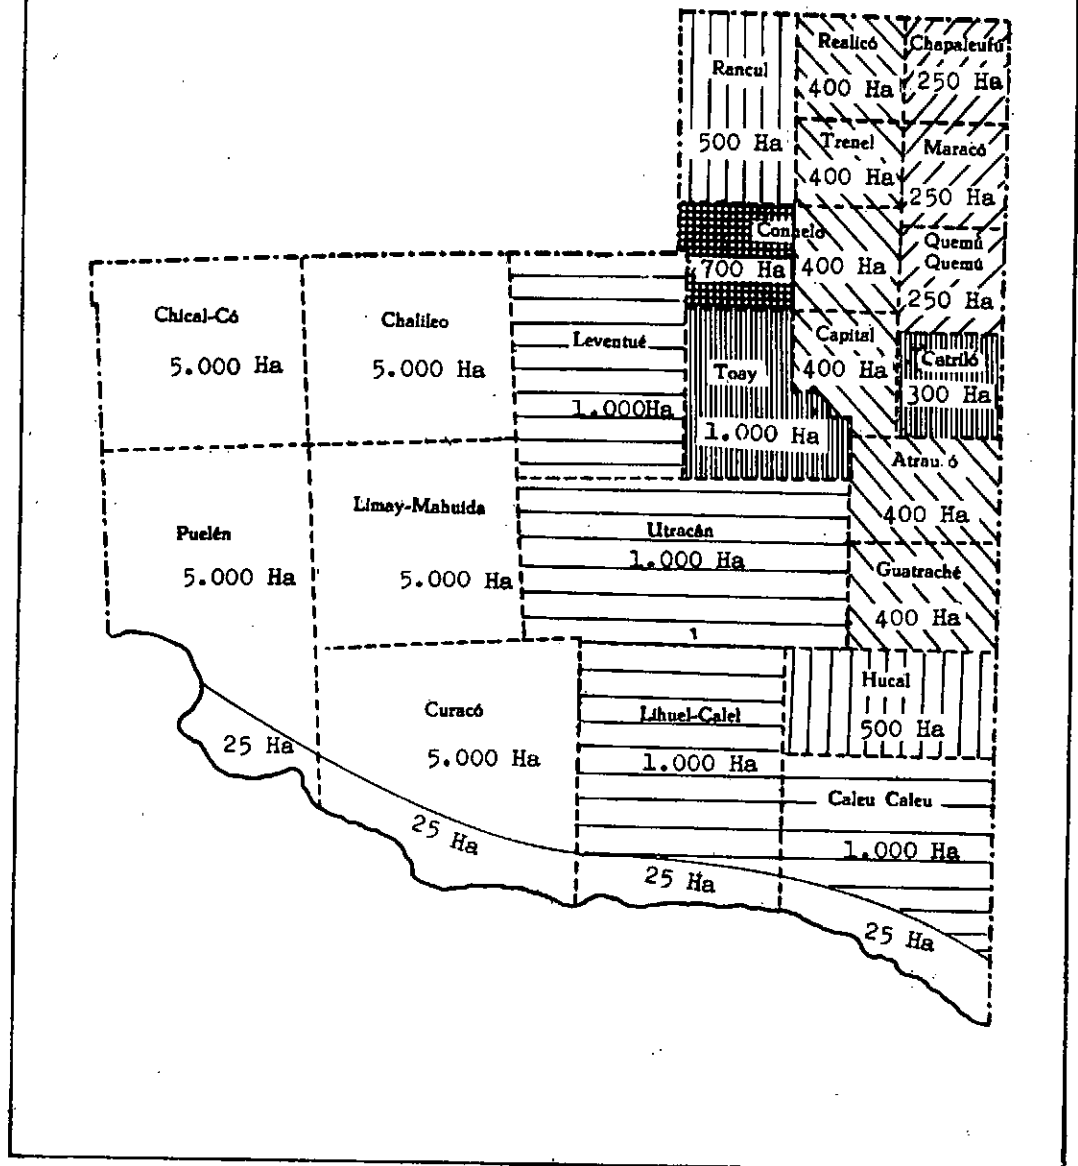 Rancul
500 Ha
Realicó
400 Ha
Chapaleufú
250 Ha
Trenel
400 Ha
Maracó
250 Ha
Conhelo
700 Ha
400 Ha
Quemú
Quemú
250 Ha
Chical-Có
5.000 Ha
Chalileo
5.000 Ha
Leventué
1.000Ha
Toay
1.000 Ha
Capital
400 Ha
Catriló
300 Ha
Puelén
5.000 Ha
Limay-Mahuida
5.000 Ha
Utracán
1.000 Ha
Atrau.ó
400 Ha
Guatraché
400 Ha
Curacó
5.000 Ha
Lihuel-Calel
1.000 Ha
Hucal
500 Ha
Caleu Caleu
1.000 Ha
25 Ha
25 Ha
25 Ha
25 Ha